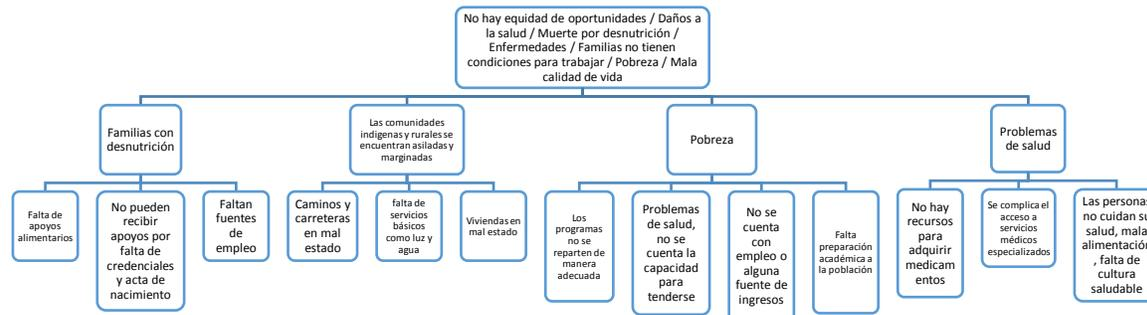 No hay equidad de oportunidades / Daños a
la salud / Muerte por desnutrición /
Enfermedades / Familias no tienen
condiciones para trabajar / Pobreza / Mala
calidad de vida
Familias con
desnutrición
Las comunidades
indigenas y rurales se
encuentran asiladas y
marginadas
Pobreza
Problemas
de salud
Falta de
apoyos
alimentarios
No pueden
recibir
apoyos por
falta de
credenciales
y acta de
nacimiento
Faltan
fuentes
de
empleo
Caminos y
carreteras
en mal
estado
falta de
servicios
básicos
como luz y
agua
Viviendas en
mal estado
Los
programas
no se
reparten de
manera
adecuada
Problemas
de salud,
no se
cuenta la
capacidad
para
tenderse
No se
cuenta
con
empleo o
alguna
fuente de
ingresos
Falta
preparación
académica a
la población
No hay
recursos
para
adquirir
medicam
entos
Se complica el
acceso a
servicios
médicos
especializados
Las personas
no cuidan su
salud, mala
alimentación
, falta de
cultura
saludable